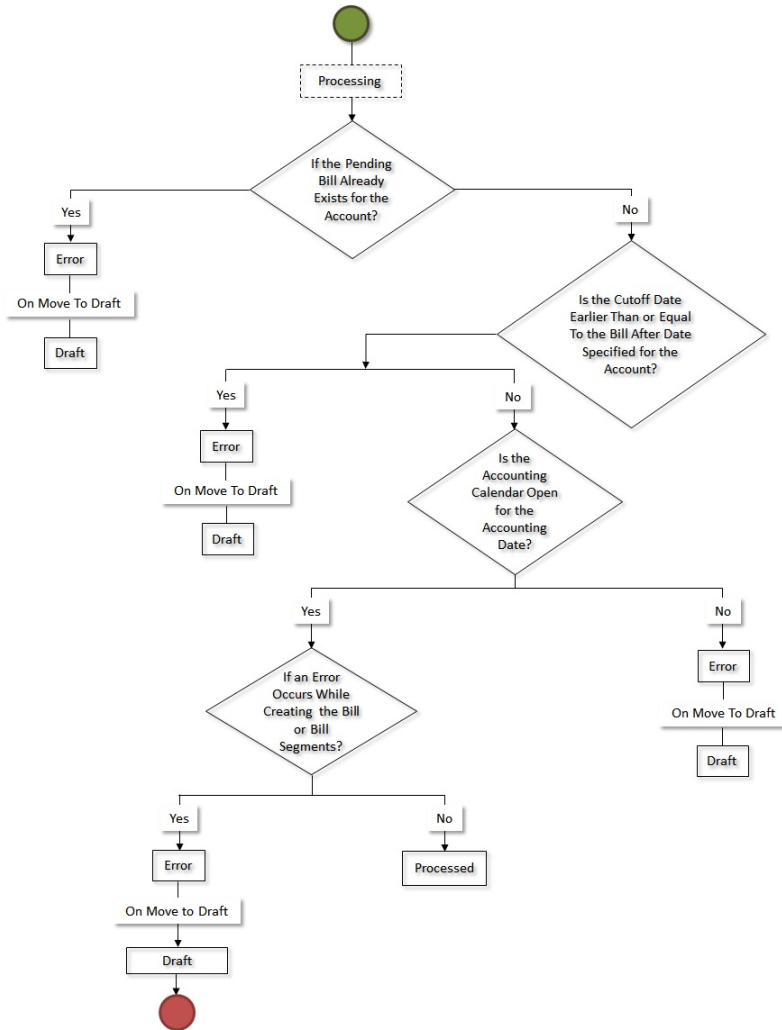 Processing
If the Pending
Bill Already
Exists for the
Account?
Yes
No
Error
On Move To Draft
Draft
Is the Cutoff Date
Earlier Than or Equal
To the Bill After Date
Specified for the
Account?
Yes
No
Error
On Move To Draft
Draft
Is the
Accounting
Calendar Open
for the
Accounting
Date?
Yes
No
Error
On Move To Draft
Draft
If an Error
Occurs While
Creating the Bill
or Bill
Segments?
Yes
No
Error
Processed
On Move to Draft
Draft